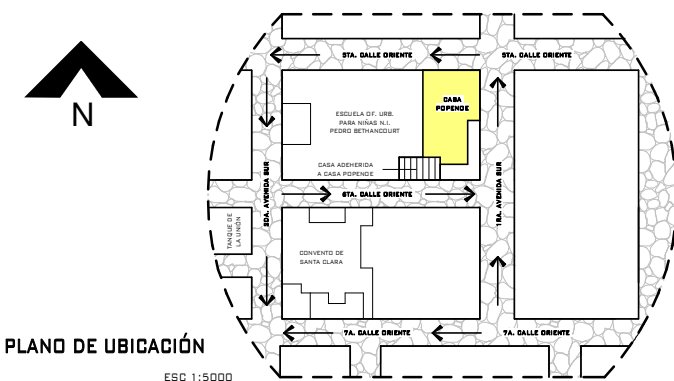 5TA. CALLE ORIENTE
5TA. CALLE ORIENTE
N
CASA
POPENOE
ESCUELA OF. URB.
PARA NIÑAS N.I.
PEDRO BETHANCOURT
CASA ADEHERIDA
A CASA POPENOE
2DA. AVENIDA SUR
6TA. CALLE ORIENTE
1RA. AVENIDA SUR
TANQUE DE
LA UNIÓN
CONVENTO DE
SANTA CLARA
7A. CALLE ORIENTE
7A. CALLE ORIENTE
PLANO DE UBICACIÓN
ESC 1:5000